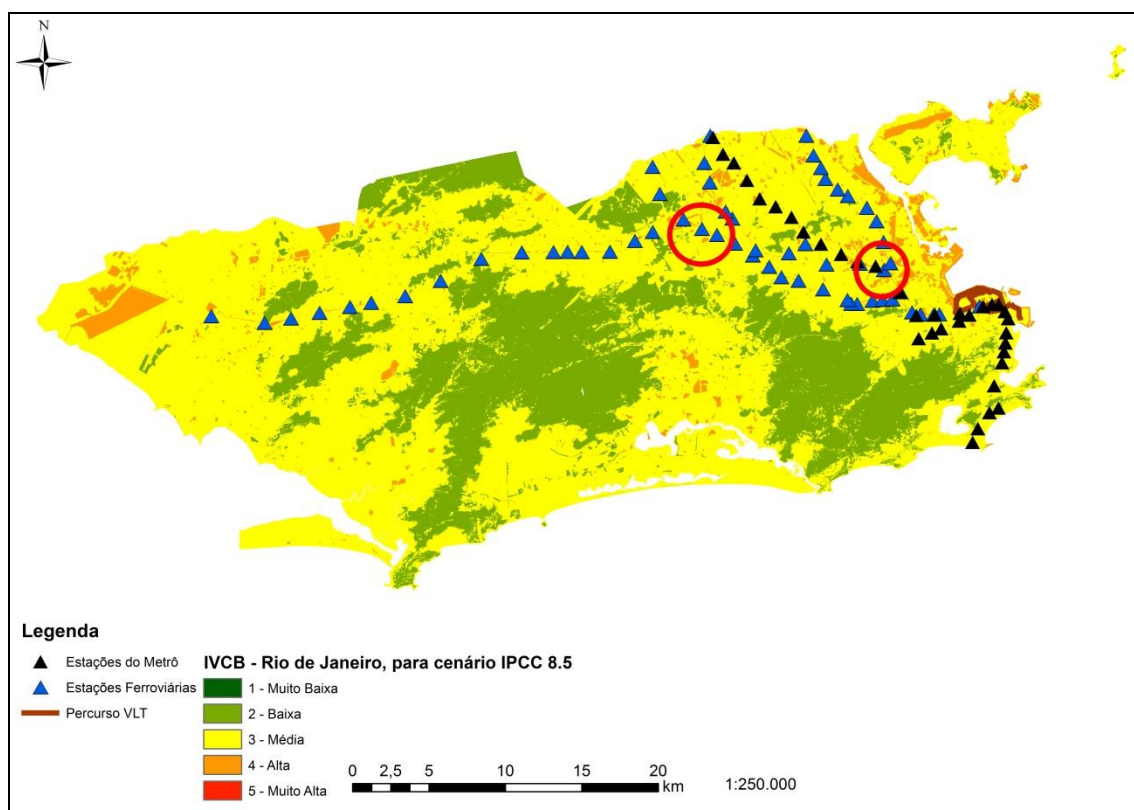 N
Legenda
Estações do Metrô
Estações Ferroviárias
Percurso VLT
IVCB - Rio de Janeiro, para cenário IPCC 8.5
1 - Muito Baixa
2 - Baixa
3 - Média
4 - Alta
5 - Muito Alta
0 2,5 5 10 15 20
km
1:250.000